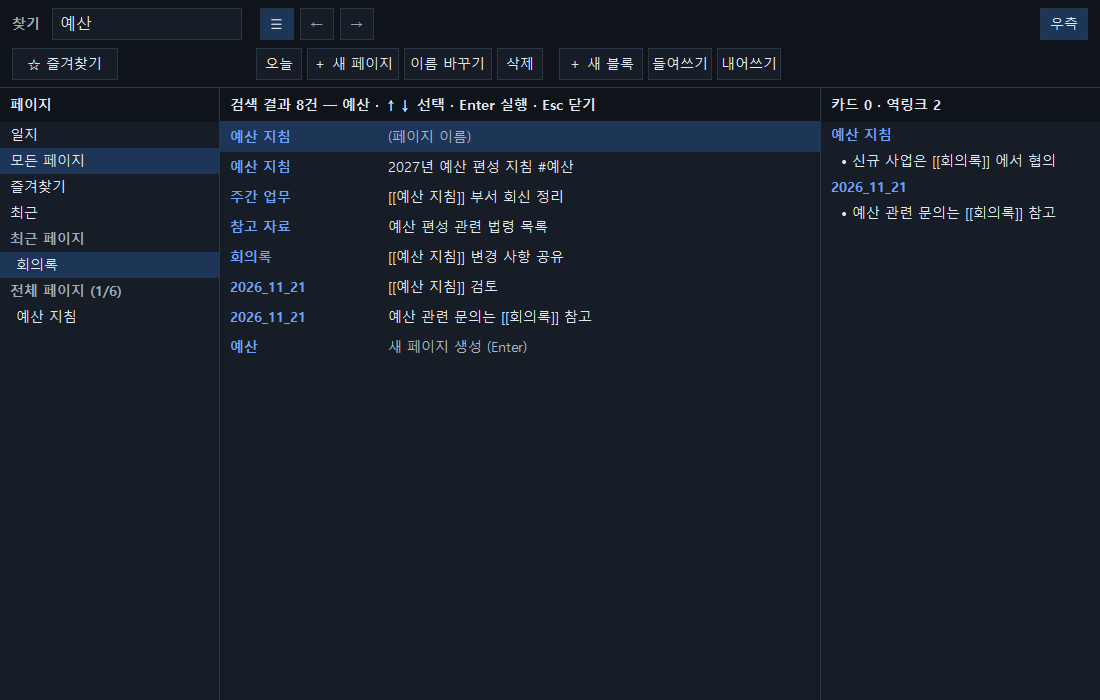 찾기 예산 ☰ ← → 우측
☆ 즐겨찾기 오늘 + 새 페이지 이름 바꾸기 삭제 + 새 블록 들여쓰기 내어쓰기
페이지
일지
모든 페이지
즐겨찾기
최근
최근 페이지
회의록
전체 페이지 (1/6)
예산 지침
검색 결과 8건 — 예산 · ↑ ↓ 선택 · Enter 실행 · Esc 닫기
예산 지침 (페이지 이름)
예산 지침 2027년 예산 편성 지침 #예산
주간 업무 [[예산 지침]] 부서 회신 정리
참고 자료 예산 편성 관련 법령 목록
회의록 [[예산 지침]] 변경 사항 공유
2026_11_21 [[예산 지침]] 검토
2026_11_21 예산 관련 문의는 [[회의록]] 참고
예산 새 페이지 생성 (Enter)
카드 0 · 역링크 2
예산 지침
• 신규 사업은 [[회의록]] 에서 협의
2026_11_21
• 예산 관련 문의는 [[회의록]] 참고